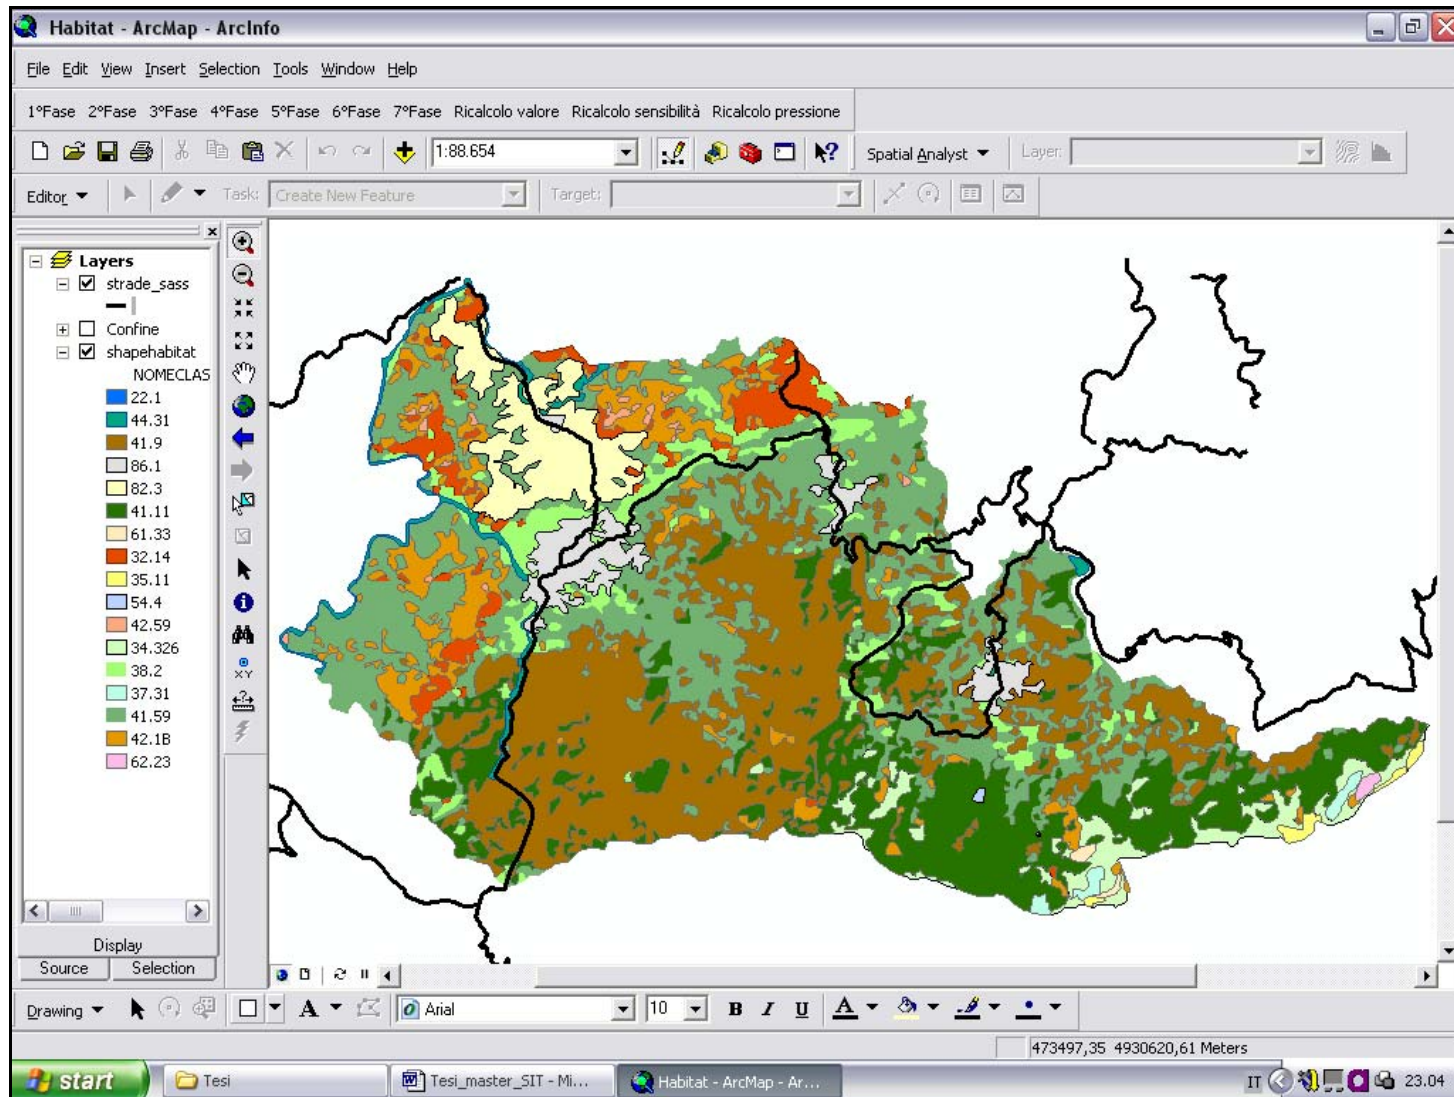 Habitat - ArcMap - ArcInfo
File Edit View Insert Selection Tools Window Help
1°Fase 2°Fase 3°Fase 4°Fase 5°Fase 6°Fase 7°Fase Ricalcolo valore Ricalcolo sensibilità Ricalcolo pressione
1:88.654 Spatial Analyst Layer:
Editor Task: Create New Feature Target:
Layers
strade_sass
Confine
shapehabitat
NOMECLAS
22.1
44.31
41.9
86.1
82.3
41.11
61.33
32.14
35.11
54.4
42.59
34.326
38.2
37.31
41.59
42.1B
62.23
XY
Display
Source Selection
Drawing A Arial 10 B I U A
473497,35 4930620,61 Meters
start Tesi Tesi_master_SIT - Mi... Habitat - ArcMap - Ar... IT 23.04